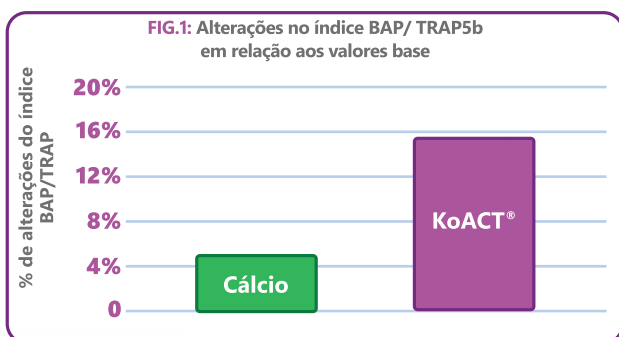 FIG.1: Alterações no índice BAP/ TRAP5b
em relação aos valores base
% de alterações do índice
BAP/TRAP
20%
16%
12%
8%
4%
0
Cálcio
KoACT®